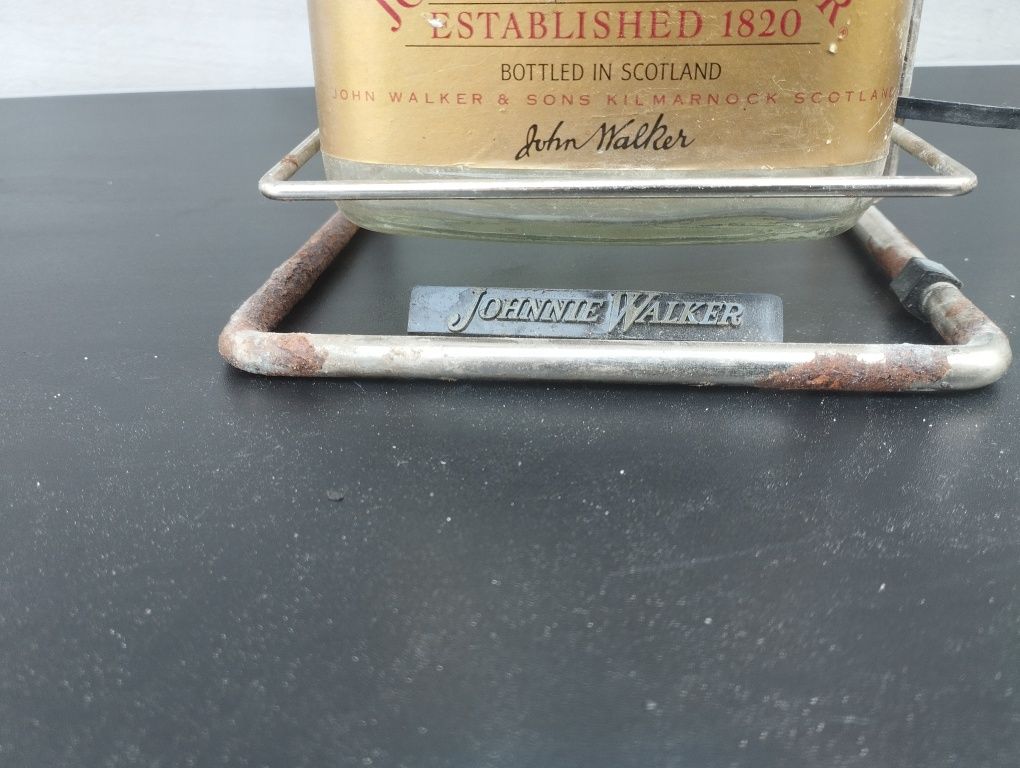 ESTABLISHED 1820
BOTTLED IN SCOTLAND
JOHN WALKER & SONS KILMARNOCK SCOTLAND
John Walker
JOHNNIE WALKER